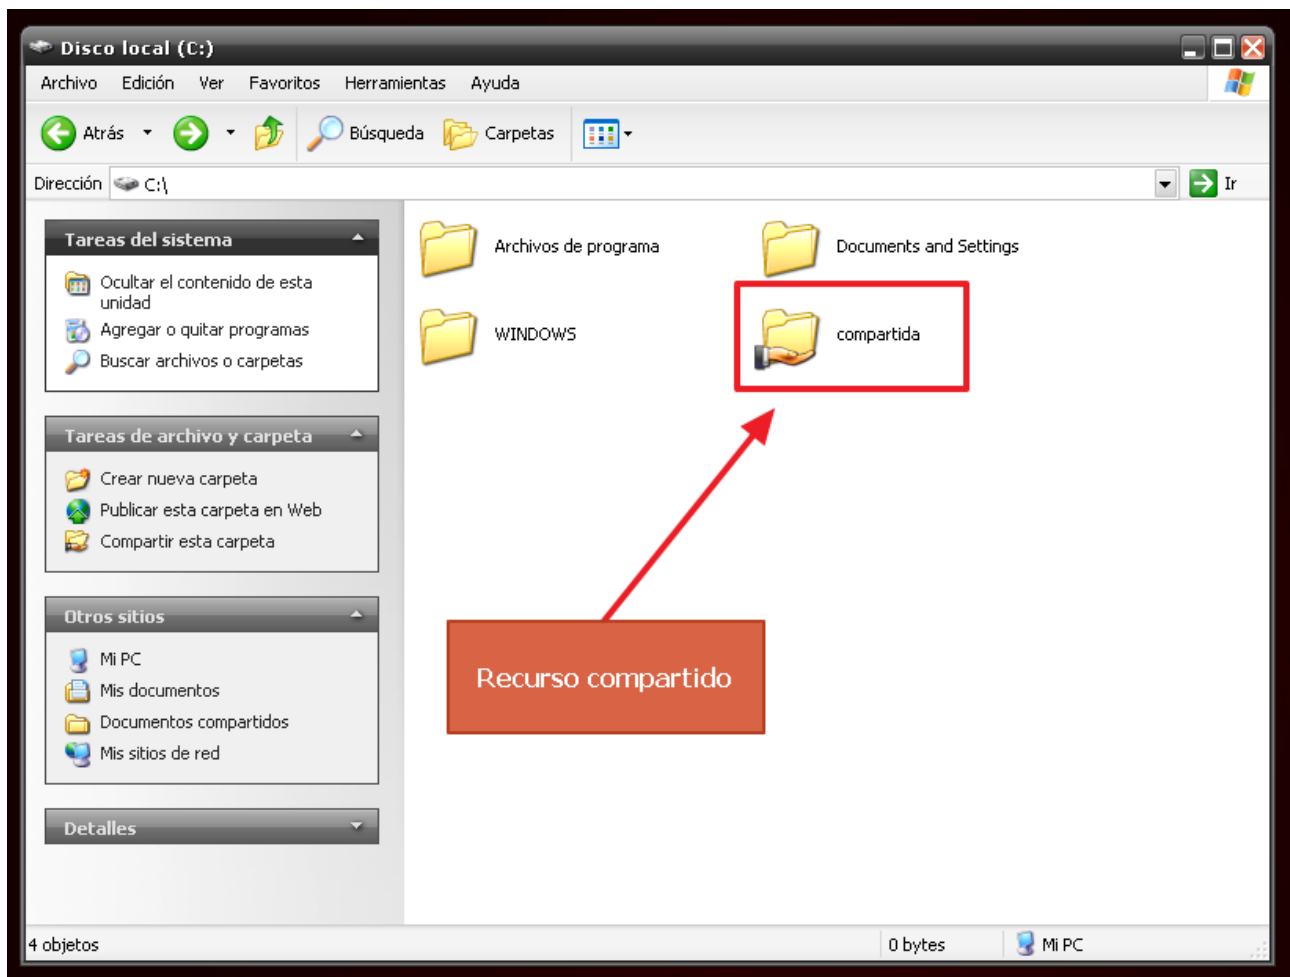 Disco local (C:)
Archivo Edición Ver Favoritos Herramientas Ayuda
Atrás Búsqueda Carpetas
Dirección C:\ Ir
Tareas del sistema
Ocultar el contenido de esta
unidad
Agregar o quitar programas
Buscar archivos o carpetas
Tareas de archivo y carpeta
Crear nueva carpeta
Publicar esta carpeta en Web
Compartir esta carpeta
Otros sitios
Mi PC
Mis documentos
Documentos compartidos
Mis sitios de red
Detalles
Archivos de programa
Documents and Settings
WINDOWS
compartida
Recurso compartido
4 objetos
0 bytes
Mi PC